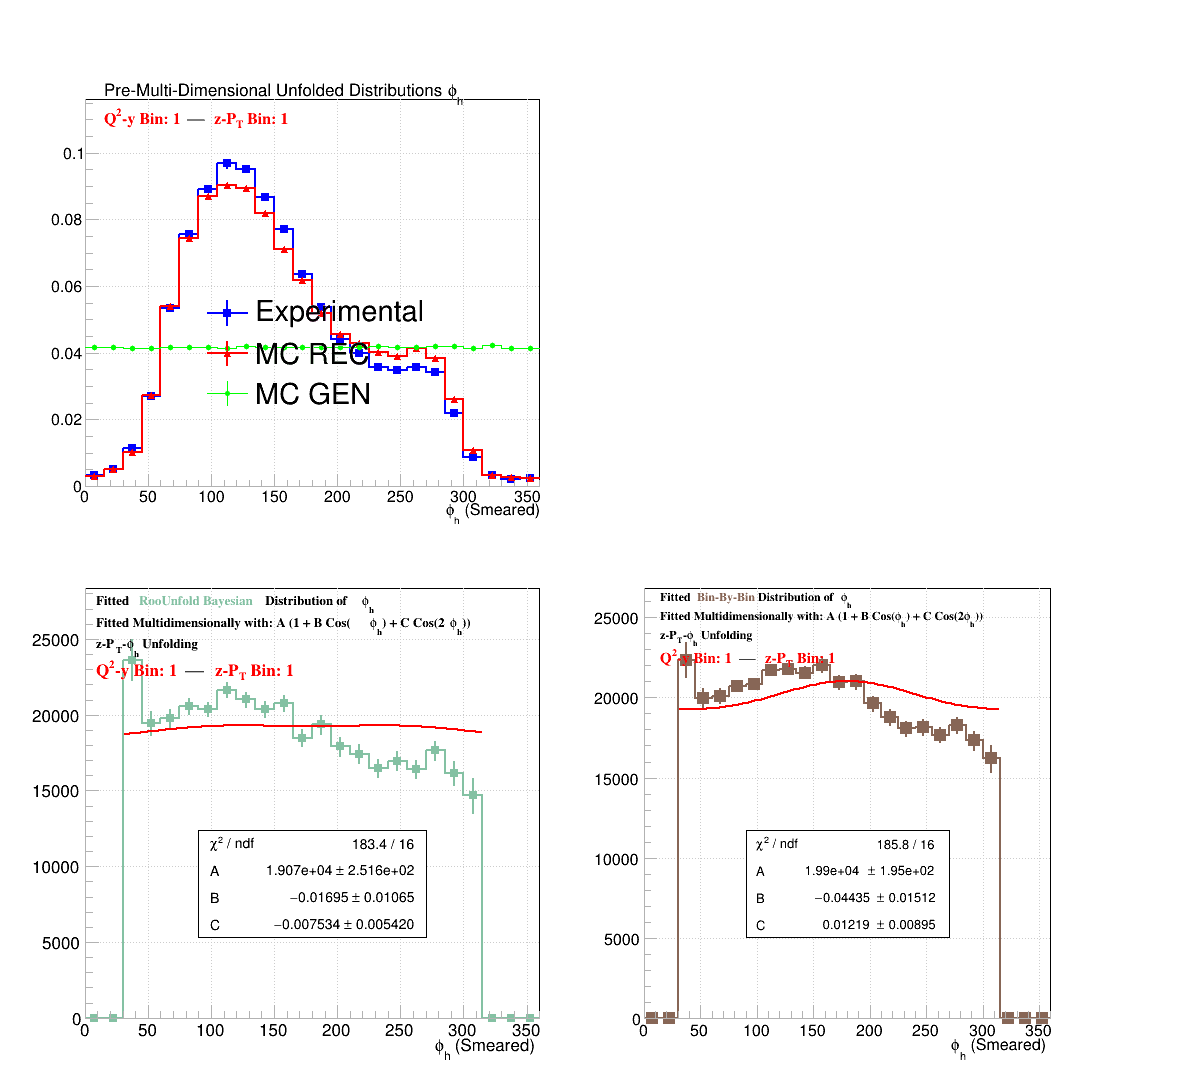 Pre-Multi-Dimensional Unfolded Distributions ϕh
Q²-y Bin: 1 — z-PT Bin: 1
0.1
0.08
0.06
0.04
0.02
0
Experimental
MC REC
MC GEN
0 50 100 150 200 250 300 350
ϕh (Smeared)
Fitted RooUnfold Bayesian Distribution of ϕh
Fitted Multidimensionally with: A (1 + B Cos( ϕh) + C Cos(2 ϕh))
z-PT-ϕh Unfolding
Q²-y Bin: 1 — z-PT Bin: 1
25000
20000
15000
10000
5000
0
χ² / ndf 183.4 / 16
A 1.907e+04 ± 2.516e+02
B −0.01695 ± 0.01065
C −0.007534 ± 0.005420
0 50 100 150 200 250 300 350
ϕh (Smeared)
Fitted Bin-By-Bin Distribution of ϕh
Fitted Multidimensionally with: A (1 + B Cos(ϕh) + C Cos(2ϕh))
z-PT-ϕh Unfolding
Q²-y Bin: 1 — z-PT Bin: 1
25000
20000
15000
10000
5000
0
χ² / ndf 185.8 / 16
A 1.99e+04 ± 1.95e+02
B −0.04435 ± 0.01512
C 0.01219 ± 0.00895
0 50 100 150 200 250 300 350
ϕh (Smeared)